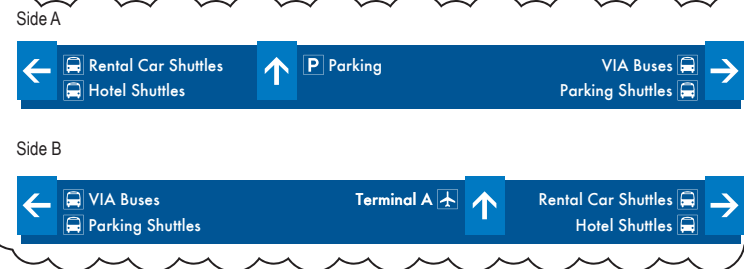 Side A
Rental Car Shuttles
Hotel Shuttles
P Parking
VIA Buses
Parking Shuttles
Side B
VIA Buses
Parking Shuttles
Terminal A
Rental Car Shuttles
Hotel Shuttles